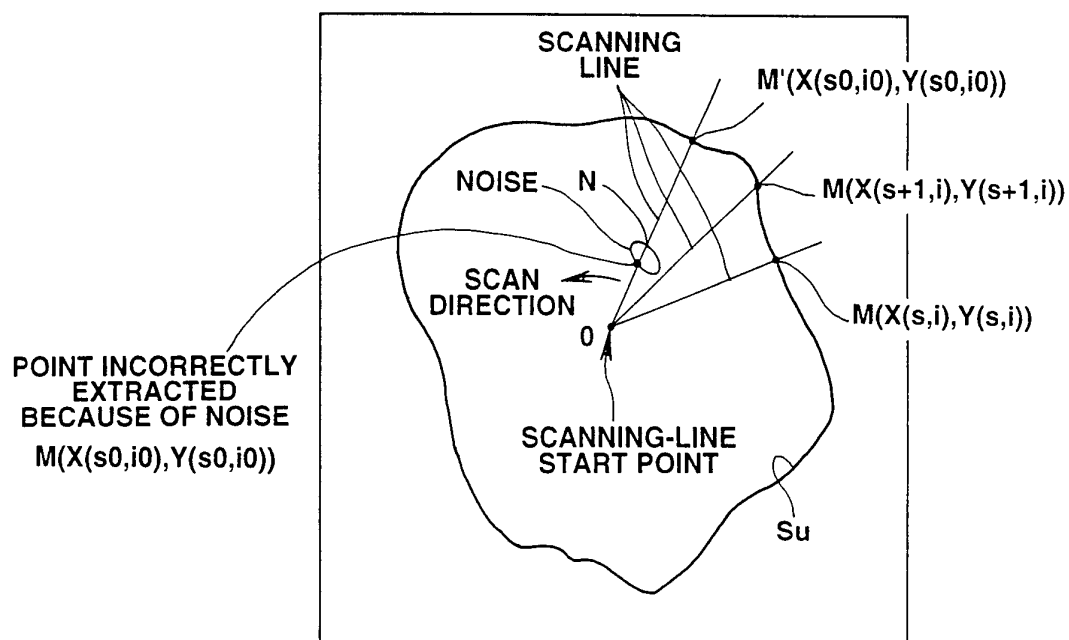 SCANNING
LINE
M'(X(s0,i0),Y(s0,i0))
NOISE
N
M(X(s+1,i),Y(s+1,i))
SCAN
DIRECTION
0
M(X(s,i),Y(s,i))
POINT INCORRECTLY
EXTRACTED
BECAUSE OF NOISE
M(X(s0,i0),Y(s0,i0))
SCANNING-LINE
START POINT
Su